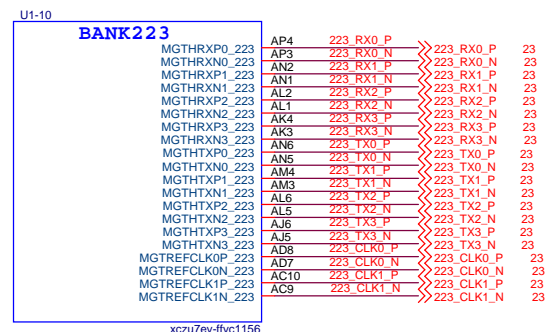 U1-10
BANK223
MGTHRXP0_223 AP4 223_RX0_P 223_RX0_P 23
MGTHRXN0_223 AP3 223_RX0_N 223_RX0_N 23
MGTHRXP1_223 AN2 223_RX1_P 223_RX1_P 23
MGTHRXN1_223 AN1 223_RX1_N 223_RX1_N 23
MGTHRXP2_223 AL2 223_RX2_P 223_RX2_P 23
MGTHRXN2_223 AL1 223_RX2_N 223_RX2_N 23
MGTHRXP3_223 AK4 223_RX3_P 223_RX3_P 23
MGTHRXN3_223 AK3 223_RX3_N 223_RX3_N 23
MGTHTXP0_223 AN6 223_TX0_P 223_TX0_P 23
MGTHTXN0_223 AN5 223_TX0_N 223_TX0_N 23
MGTHTXP1_223 AM4 223_TX1_P 223_TX1_P 23
MGTHTXN1_223 AM3 223_TX1_N 223_TX1_N 23
MGTHTXP2_223 AL6 223_TX2_P 223_TX2_P 23
MGTHTXN2_223 AL5 223_TX2_N 223_TX2_N 23
MGTHTXP3_223 AJ6 223_TX3_P 223_TX3_P 23
MGTHTXN3_223 AJ5 223_TX3_N 223_TX3_N 23
MGTREFCLK0P_223 AD8 223_CLK0_P 223_CLK0_P 23
MGTREFCLK0N_223 AD7 223_CLK0_N 223_CLK0_N 23
MGTREFCLK1P_223 AC10 223_CLK1_P 223_CLK1_P 23
MGTREFCLK1N_223 AC9 223_CLK1_N 223_CLK1_N 23
xczu7ev-ffvc1156